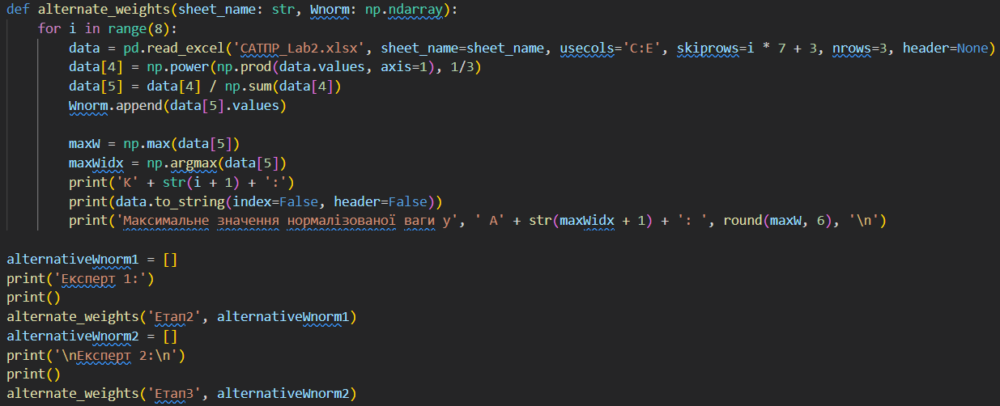 def alternate_weights(sheet_name: str, Wnorm: np.ndarray):
    for i in range(8):
        data = pd.read_excel('САТПР_Lab2.xlsx', sheet_name=sheet_name, usecols='C:E', skiprows=i * 7 + 3, nrows=3, header=None)
        data[4] = np.power(np.prod(data.values, axis=1), 1/3)
        data[5] = data[4] / np.sum(data[4])
        Wnorm.append(data[5].values)

        maxW = np.max(data[5])
        maxWidx = np.argmax(data[5])
        print('K' + str(i + 1) + ':')
        print(data.to_string(index=False, header=False))
        print('Максимальне значення нормалізованої ваги у', ' A' + str(maxWidx + 1) + ': ', round(maxW, 6), '\n')

alternativeWnorm1 = []
print('Експерт 1:')
print()
alternate_weights('Етап2', alternativeWnorm1)
alternativeWnorm2 = []
print('\nЕксперт 2:\n')
print()
alternate_weights('Етап3', alternativeWnorm2)